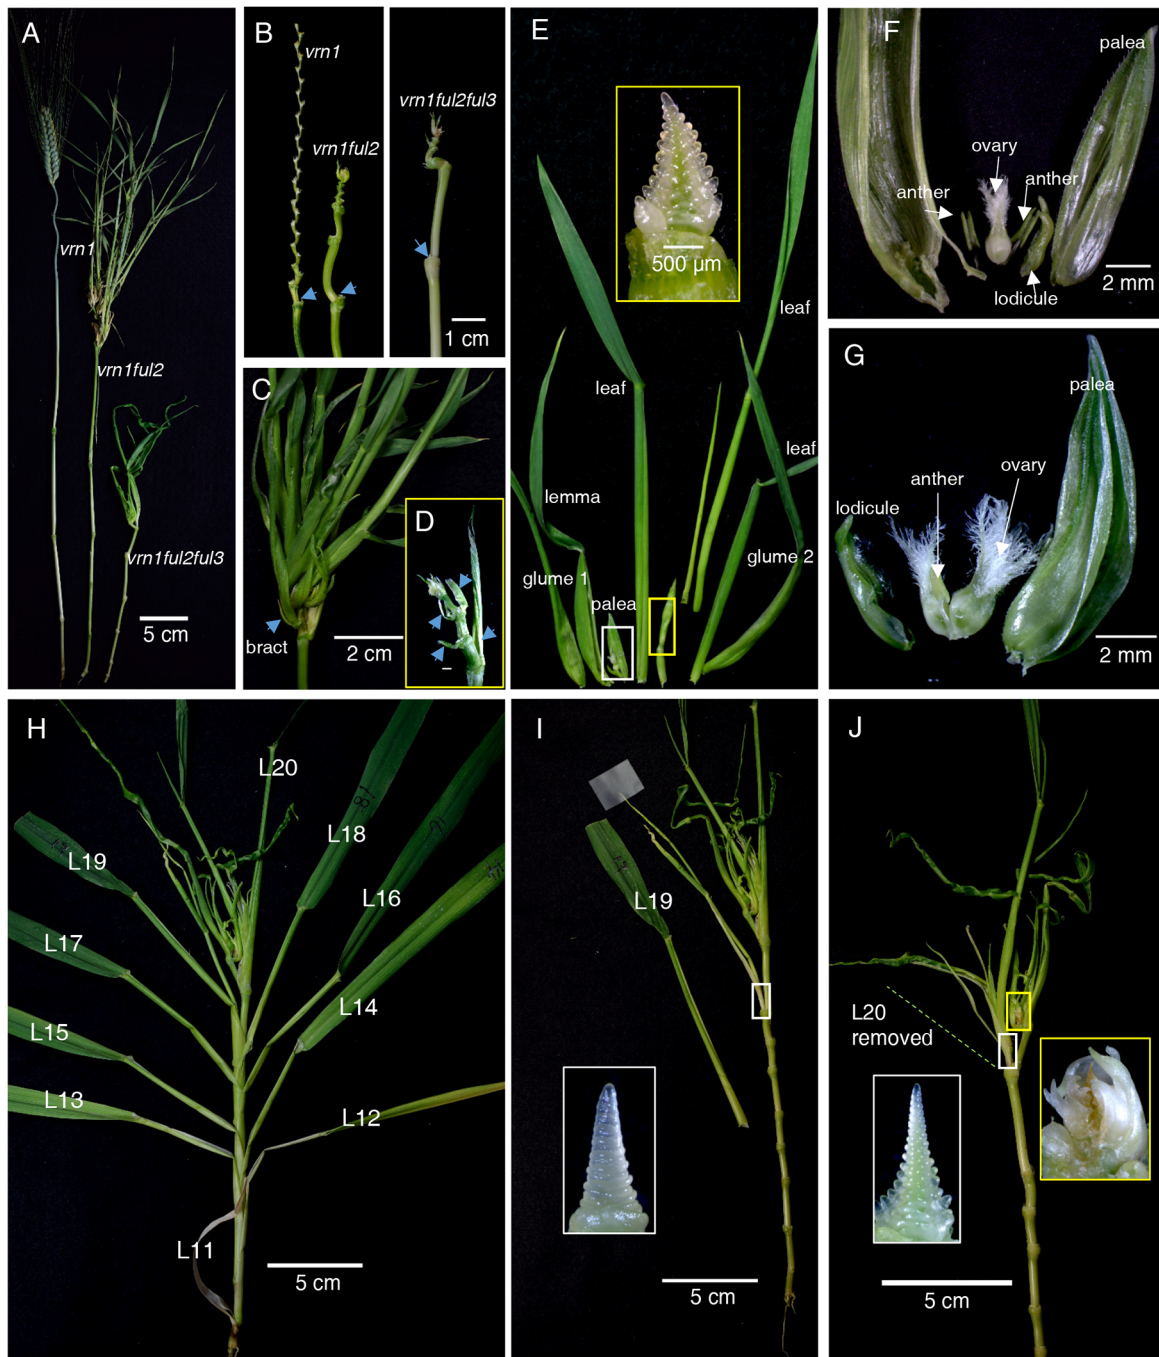 A
vrn1
vrn1ful2
vrn1ful2ful3
5 cm
B
vrn1
vrn1ful2
vrn1ful2ful3
1 cm
C
bract
2 cm
D
E
500 µm
leaf
leaf
leaf
lemma
glume 1
palea
glume 2
F
palea
ovary
anther
anther
lodicule
2 mm
G
palea
ovary
anther
lodicule
2 mm
H
L20
L19
L18
L17
L16
L15
L14
L13
L12
L11
5 cm
I
L19
5 cm
J
L20
removed
5 cm